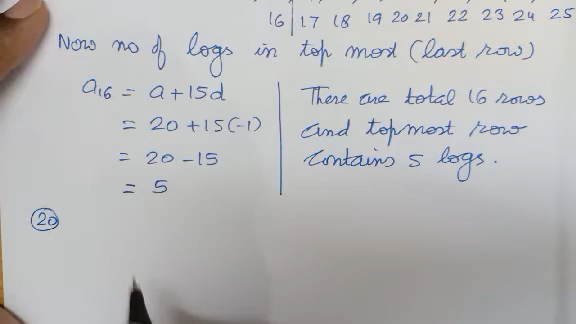 16 | 17 18 19 20 21 22 23 24 25
Now no of logs in top most (last row)
a16 = a + 15d
= 20 + 15(-1)
= 20 - 15
= 5
There are total 16 rows
and topmost row
contains 5 logs.
20